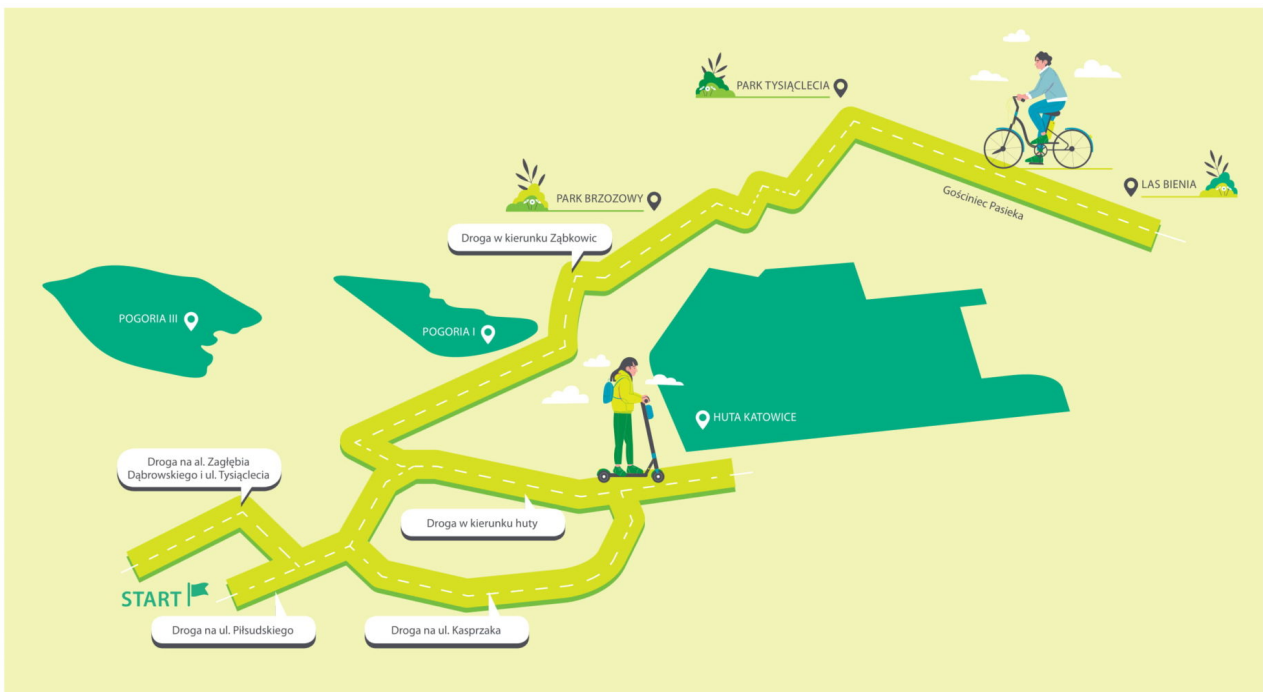 PARK TYSIĄCLECIA
LAS BIENIA
Gościniec Pasieka
PARK BRZOZOWY
Droga w kierunku Ząbkowic
POGORIA III
POGORIA I
HUTA KATOWICE
Droga na al. Zagłębia
Dąbrowskiego i ul. Tysiąclecia
Droga w kierunku huty
START
Droga na ul. Piłsudskiego
Droga na ul. Kasprzaka